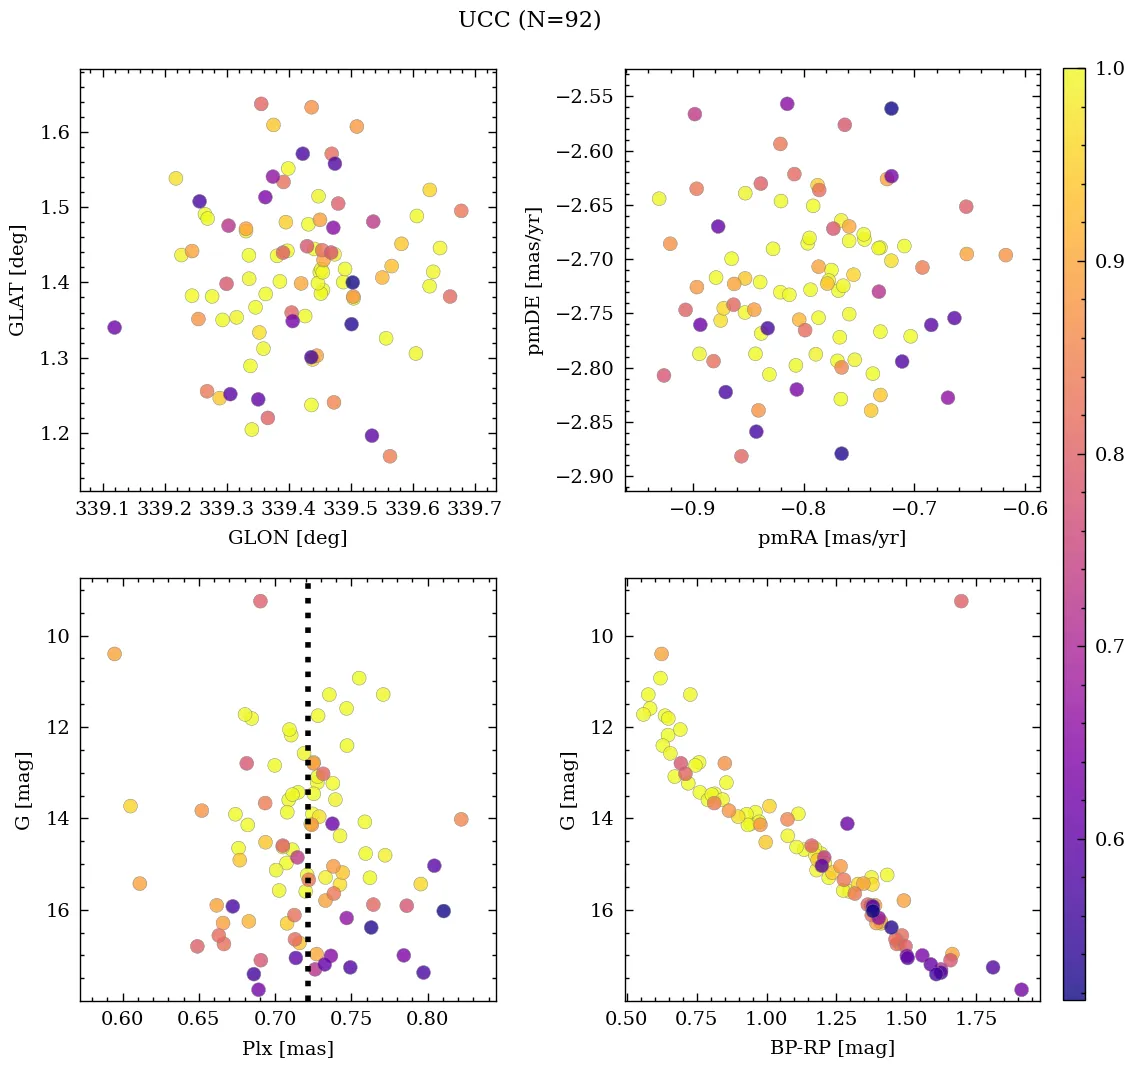 UCC (N=92)
1.6
1.5
1.4
1.3
1.2
GLAT [deg]
339.1 339.2 339.3 339.4 339.5 339.6 339.7
GLON [deg]
−2.55
−2.60
−2.65
−2.70
−2.75
−2.80
−2.85
−2.90
pmDE [mas/yr]
−0.9 −0.8 −0.7 −0.6
pmRA [mas/yr]
10
12
14
16
G [mag]
0.60 0.65 0.70 0.75 0.80
Plx [mas]
10
12
14
16
G [mag]
0.50 0.75 1.00 1.25 1.50 1.75
BP-RP [mag]
1.0
0.9
0.8
0.7
0.6